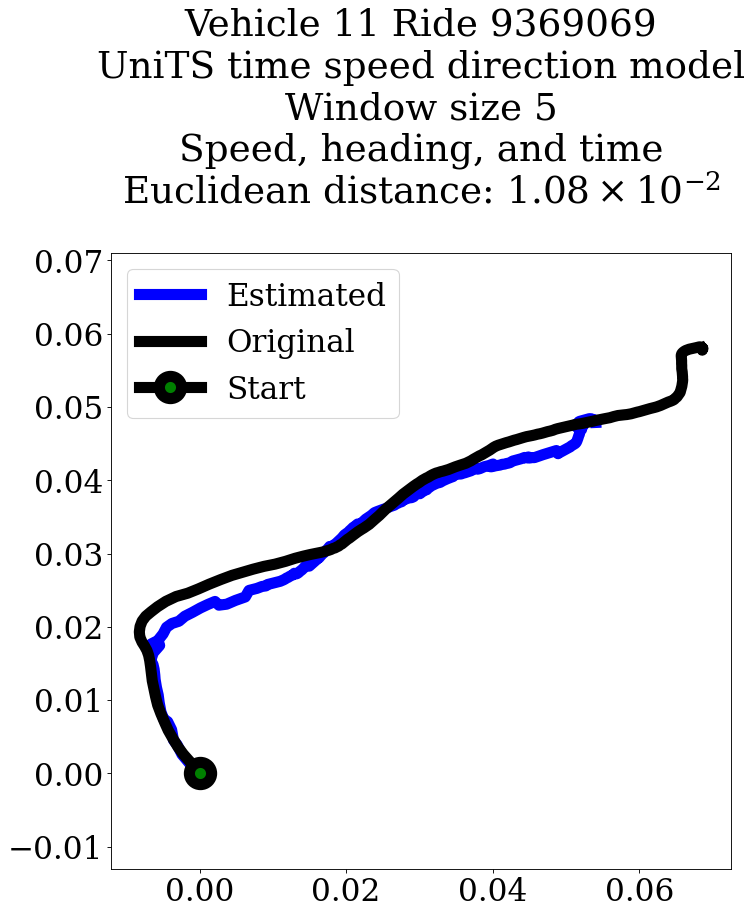 Vehicle 11 Ride 9369069
UniTS time speed direction model
Window size 5
Speed, heading, and time
Euclidean distance: 1.08 × 10⁻²
0.07
0.06
0.05
0.04
0.03
0.02
0.01
0.00
−0.01
Estimated
Original
Start
0.00 0.02 0.04 0.06